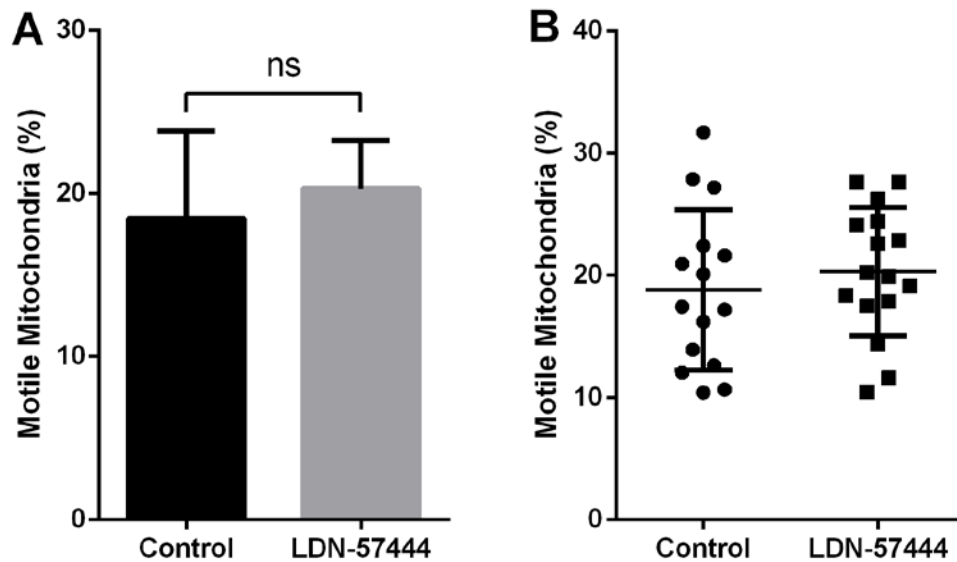 A
Motile Mitochondria (%)
30
20
10
0
ns
Control
LDN-57444
B
Motile Mitochondria (%)
40
30
20
10
0
Control
LDN-57444